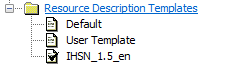 Resource Description Templates
Default
User Template
IHSN_1.5_en